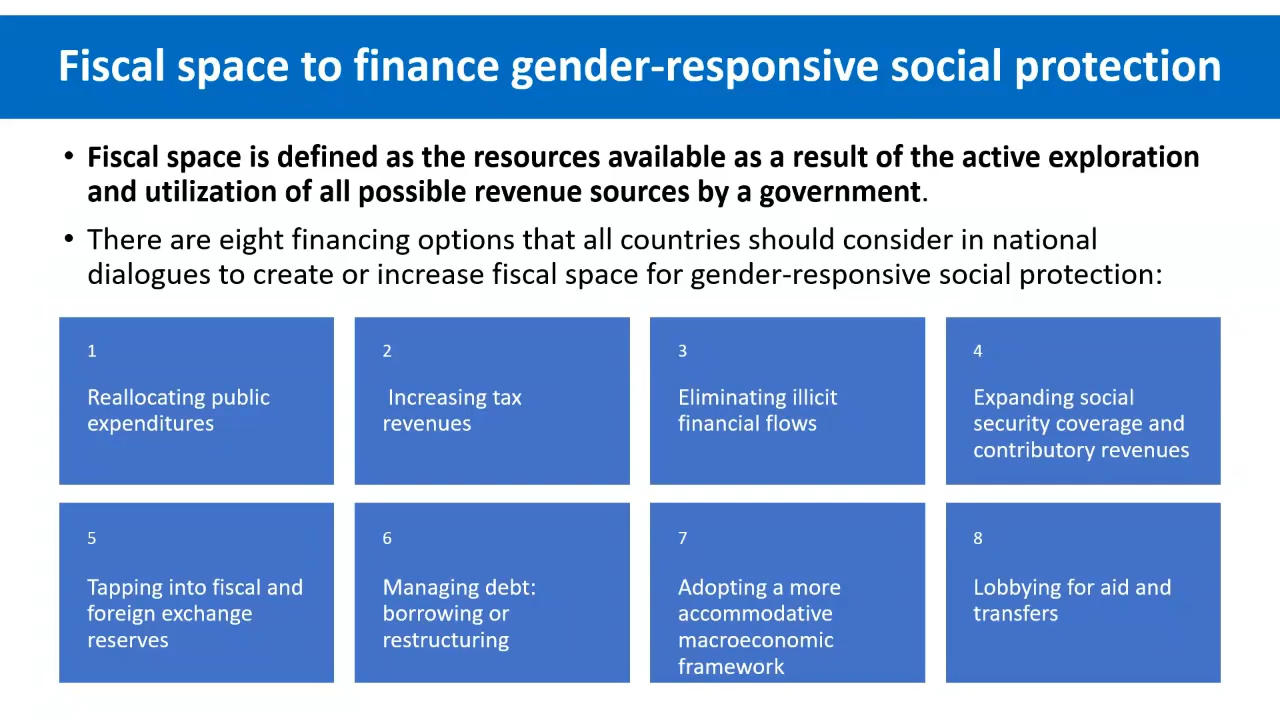 Fiscal space to finance gender-responsive social protection
• Fiscal space is defined as the resources available as a result of the active exploration
and utilization of all possible revenue sources by a government.
• There are eight financing options that all countries should consider in national
dialogues to create or increase fiscal space for gender-responsive social protection:
1
Reallocating public
expenditures
2
Increasing tax
revenues
3
Eliminating illicit
financial flows
4
Expanding social
security coverage and
contributory revenues
5
Tapping into fiscal and
foreign exchange
reserves
6
Managing debt:
borrowing or
restructuring
7
Adopting a more
accommodative
macroeconomic
framework
8
Lobbying for aid and
transfers